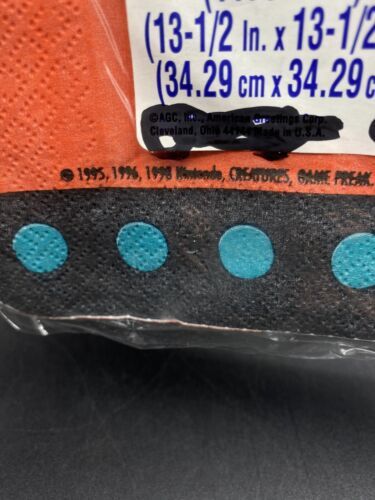 (13-1/2 In. x 13-1/2
(34.29 cm x 34.29 c
©AGC, Inc., American Greetings Corp.
Cleveland, Ohio 44144 Made in U.S.A.
© 1995, 1996, 1998 Nintendo, CREATURES, GAME FREAK.